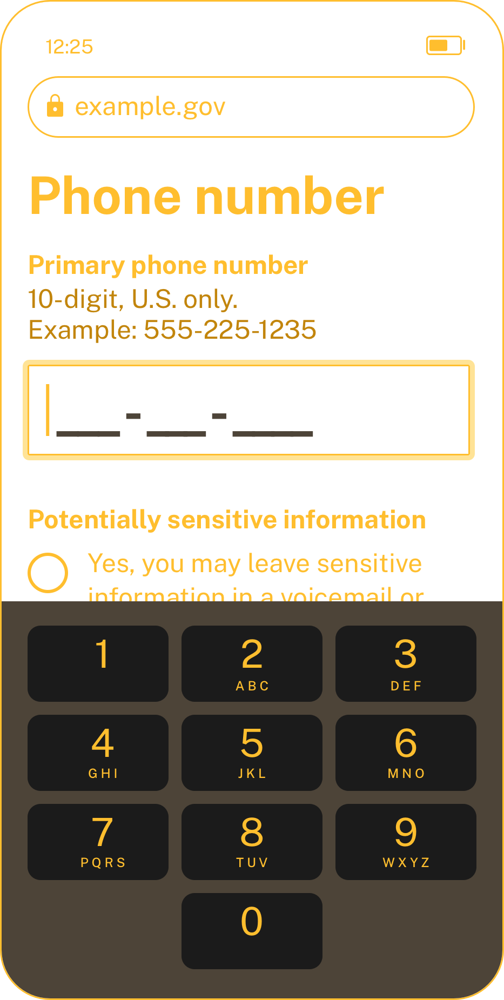 12:25
example.gov
Phone number
Primary phone number
10-digit, U.S. only.
Example: 555-225-1235
___-___-____
Potentially sensitive information
Yes, you may leave sensitive
information in a voicemail or
1
2
3
ABC
DEF
4
5
6
GHI
JKL
MNO
7
8
9
PQRS
TUV
WXYZ
0